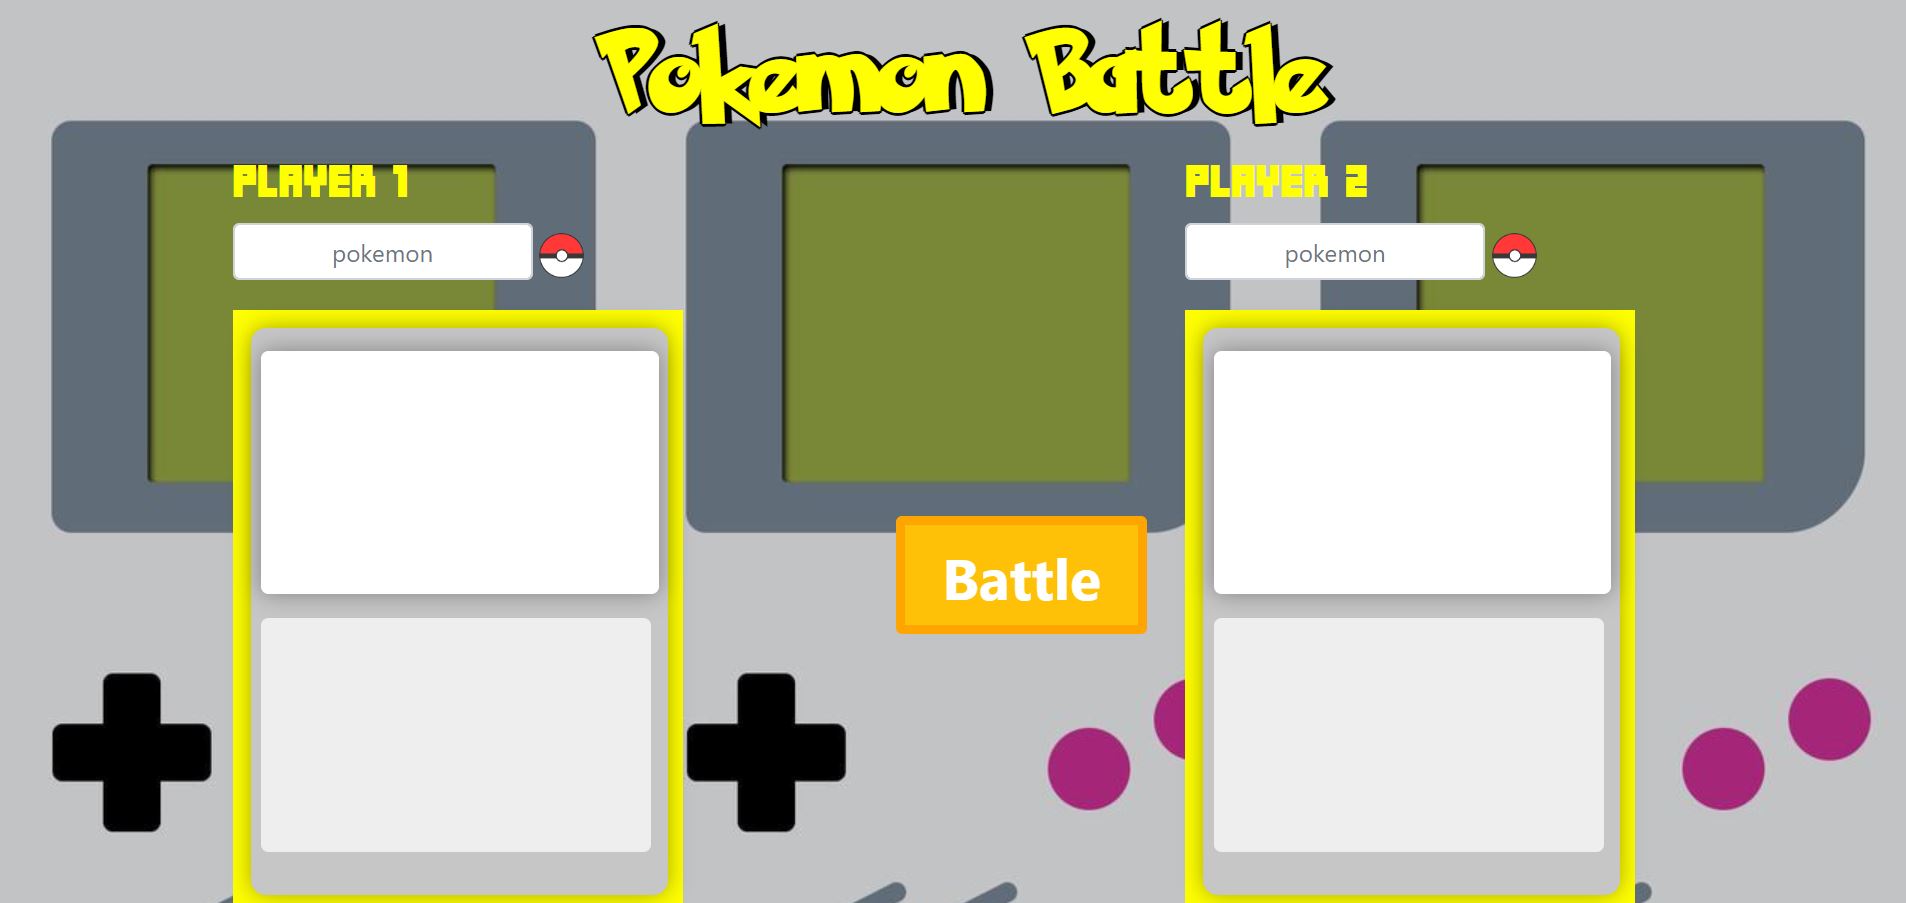 Pokemon Battle
PLAYER 1
pokemon
PLAYER 2
pokemon
Battle